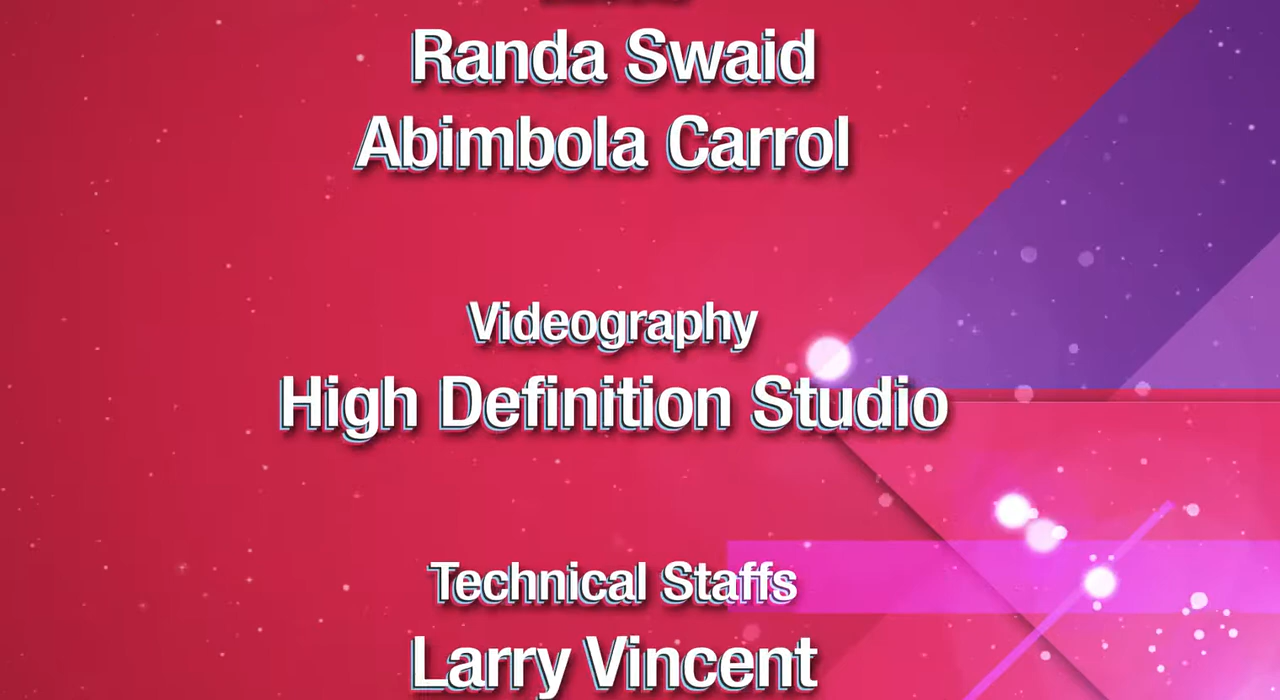 Randa Swaid
Abimbola Carrol
Videography
High Definition Studio
Technical Staffs
Larry Vincent